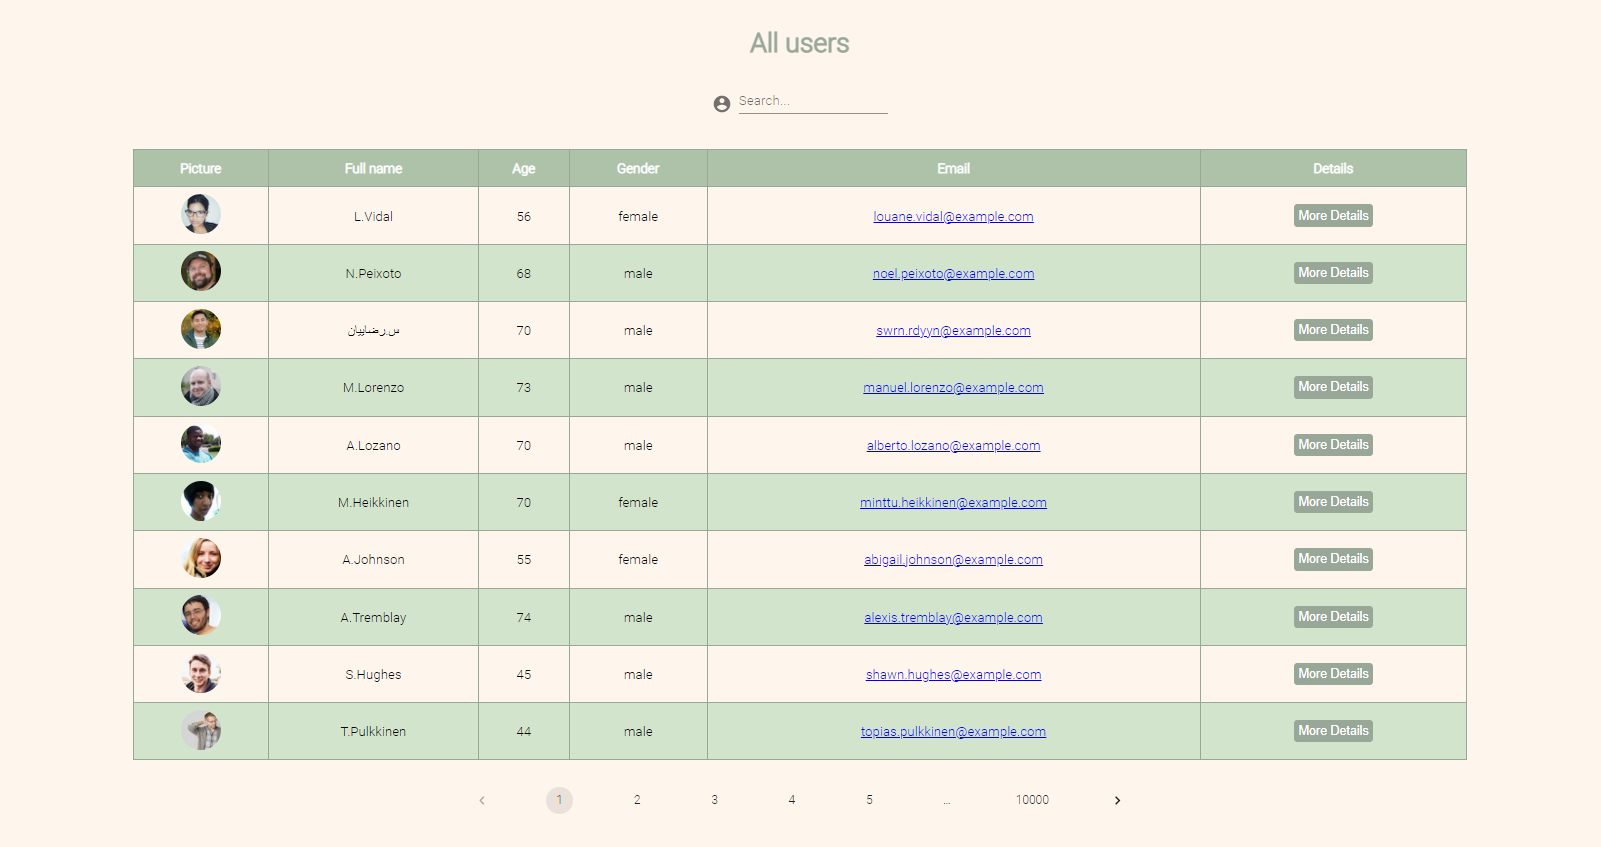 All users
Search...
Picture Full name Age Gender Email Details
L.Vidal 56 female louane.vidal@example.com More Details
N.Peixoto 68 male noel.peixoto@example.com More Details
س.رضاییان 70 male swrn.rdyyn@example.com More Details
M.Lorenzo 73 male manuel.lorenzo@example.com More Details
A.Lozano 70 male alberto.lozano@example.com More Details
M.Heikkinen 70 female minttu.heikkinen@example.com More Details
A.Johnson 55 female abigail.johnson@example.com More Details
A.Tremblay 74 male alexis.tremblay@example.com More Details
S.Hughes 45 male shawn.hughes@example.com More Details
T.Pulkkinen 44 male topias.pulkkinen@example.com More Details
1 2 3 4 5 ... 10000